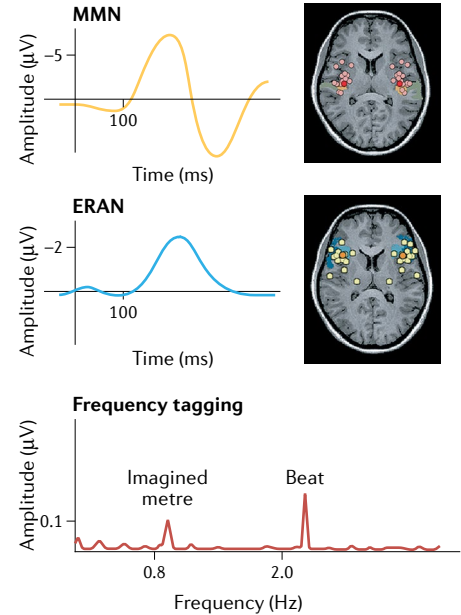 MMN
−5
Amplitude (µV)
100
Time (ms)
ERAN
−2
Amplitude (µV)
100
Time (ms)
Frequency tagging
Amplitude (µV)
Imagined
metre
Beat
0.1
0.8
2.0
Frequency (Hz)